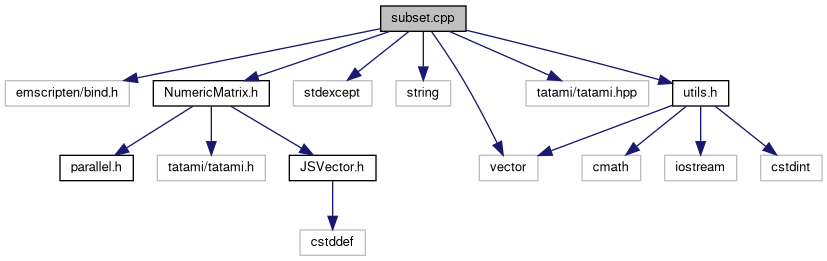 subset.cpp
emscripten/bind.h
NumericMatrix.h
stdexcept
string
tatami/tatami.hpp
utils.h
parallel.h
tatami/tatami.h
JSVector.h
vector
cmath
iostream
cstdint
cstddef